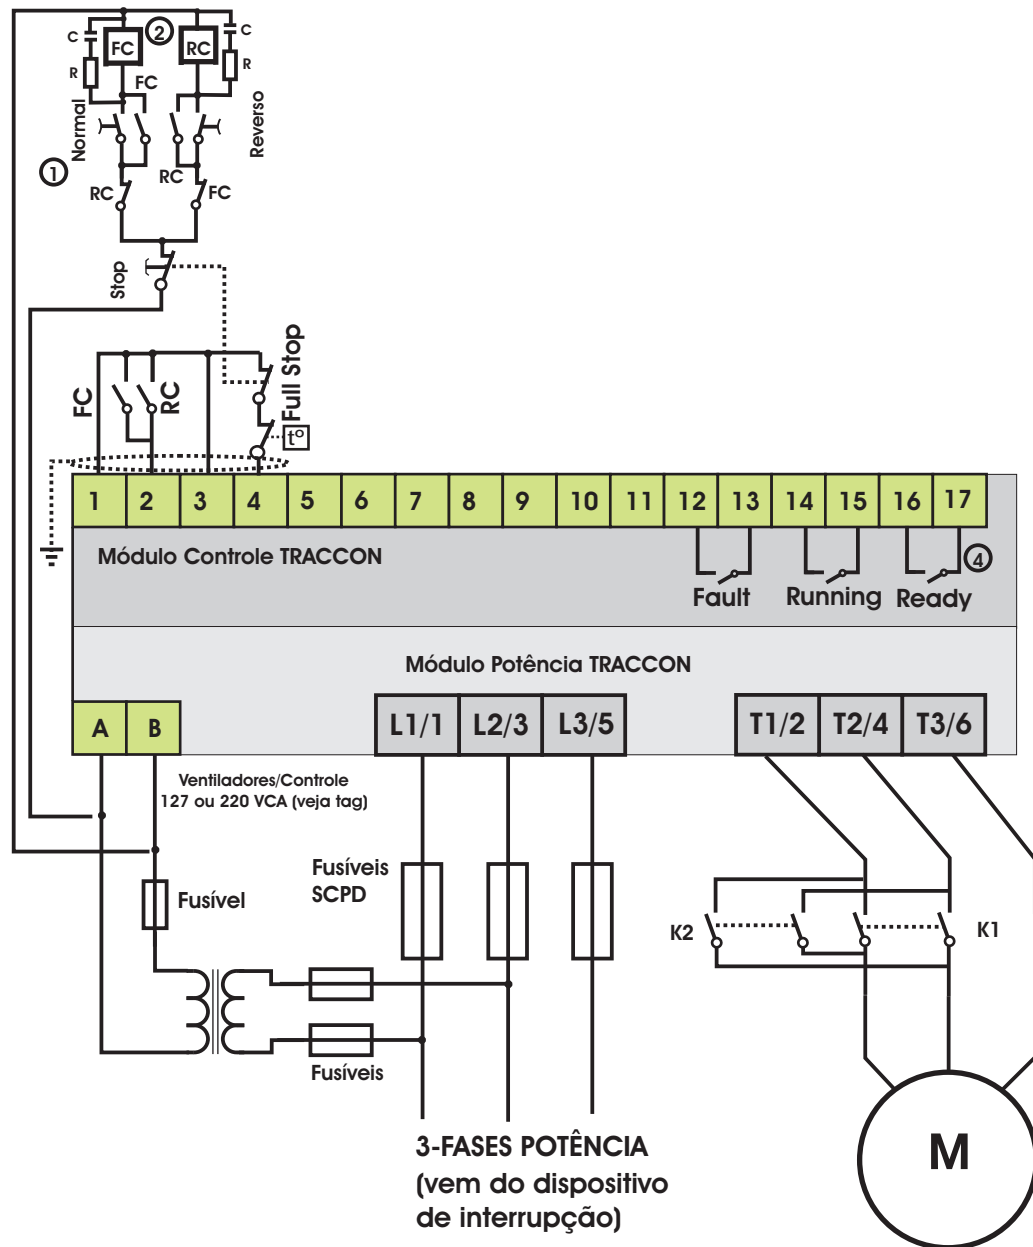 C
FC
2
RC
C
R
R
FC
Normal
Reverso
1
RC
RC
FC
Stop
FC
RC
Full Stop
tº
1 2 3 4 5 6 7 8 9 10 11 12 13 14 15 16 17
Módulo Controle TRACCON
4
Fault
Running
Ready
Módulo Potência TRACCON
A B
L1/1 L2/3 L3/5
T1/2 T2/4 T3/6
Ventiladores/Controle
127 ou 220 VCA (veja tag)
Fusível
Fusíveis
SCPD
K2
K1
Fusíveis
3-FASES POTÊNCIA
(vem do dispositivo
de interrupção)
M